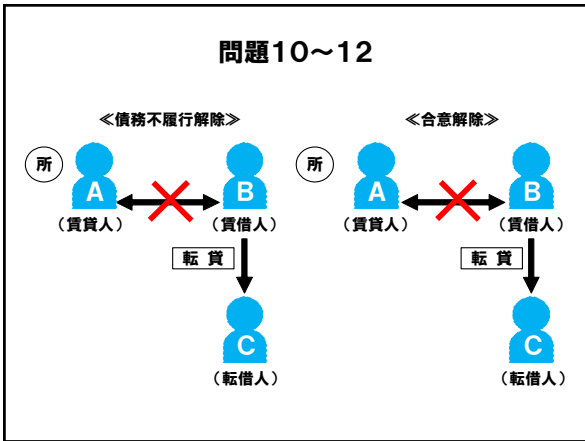 問題10～12
≪債務不履行解除≫
≪合意解除≫
所 A B
(賃貸人) (賃借人)
転 貸
C
(転借人)
所 A B
(賃貸人) (賃借人)
転 貸
C
(転借人)